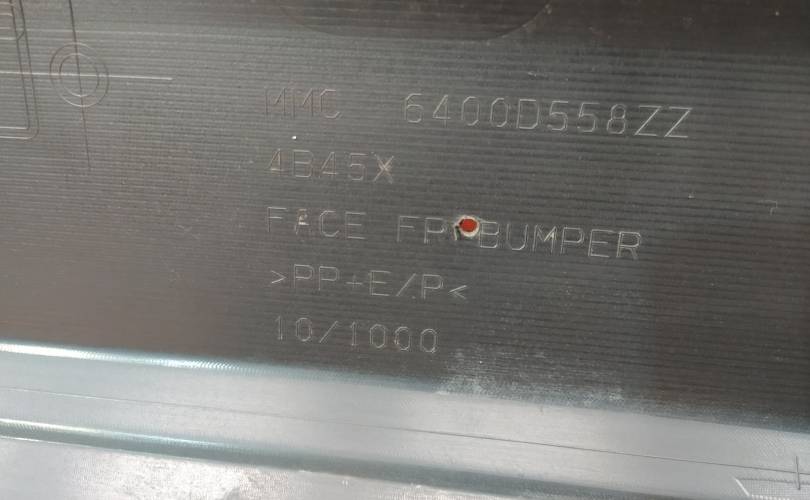 MMC 6400D558ZZ
4B45X
FACE FR BUMPER
>PP+E/P<
10/1000